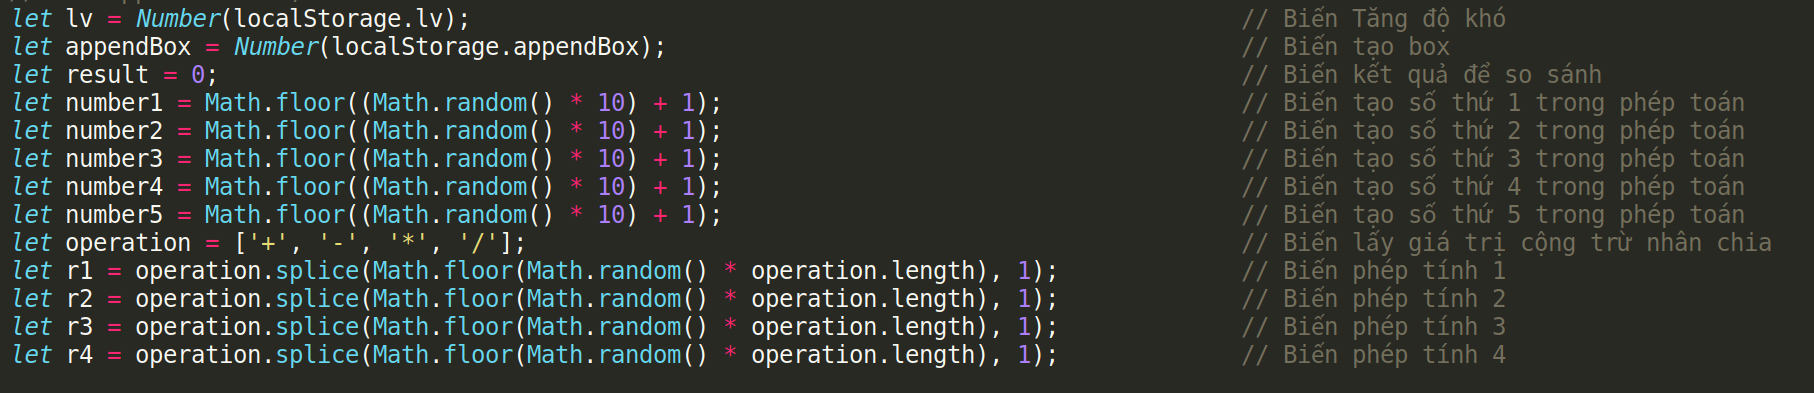 let lv = Number(localStorage.lv); // Biến Tăng độ khó
let appendBox = Number(localStorage.appendBox); // Biến tạo box
let result = 0; // Biến kết quả để so sánh
let number1 = Math.floor((Math.random() * 10) + 1); // Biến tạo số thứ 1 trong phép toán
let number2 = Math.floor((Math.random() * 10) + 1); // Biến tạo số thứ 2 trong phép toán
let number3 = Math.floor((Math.random() * 10) + 1); // Biến tạo số thứ 3 trong phép toán
let number4 = Math.floor((Math.random() * 10) + 1); // Biến tạo số thứ 4 trong phép toán
let number5 = Math.floor((Math.random() * 10) + 1); // Biến tạo số thứ 5 trong phép toán
let operation = ['+', '-', '*', '/']; // Biến lấy giá trị cộng trừ nhân chia
let r1 = operation.splice(Math.floor(Math.random() * operation.length), 1); // Biến phép tính 1
let r2 = operation.splice(Math.floor(Math.random() * operation.length), 1); // Biến phép tính 2
let r3 = operation.splice(Math.floor(Math.random() * operation.length), 1); // Biến phép tính 3
let r4 = operation.splice(Math.floor(Math.random() * operation.length), 1); // Biến phép tính 4